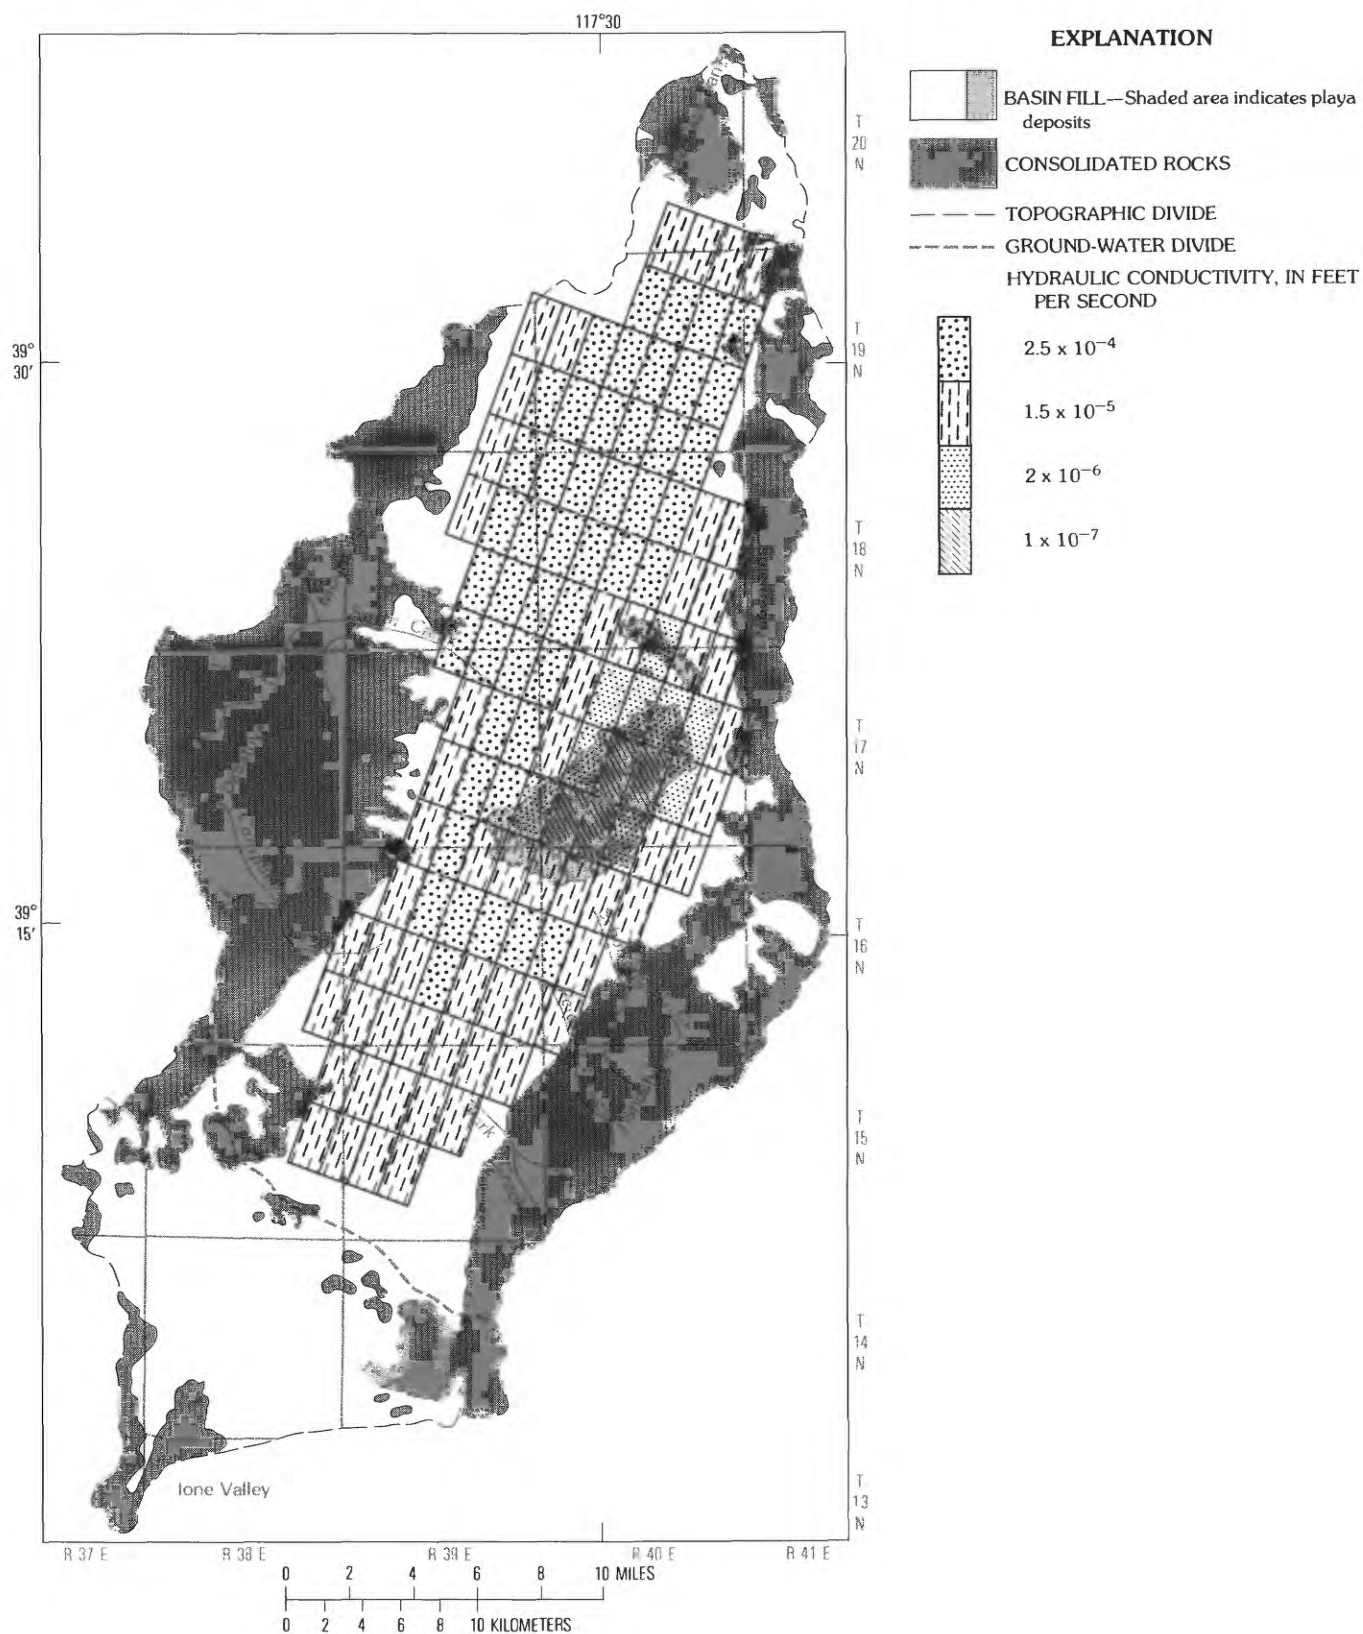 117°30
EXPLANATION
BASIN FILL—Shaded area indicates playa
deposits
CONSOLIDATED ROCKS
TOPOGRAPHIC DIVIDE
GROUND-WATER DIVIDE
HYDRAULIC CONDUCTIVITY, IN FEET
PER SECOND
2.5 x 10⁻⁴
1.5 x 10⁻⁵
2 x 10⁻⁶
1 x 10⁻⁷
T
20
N
39°
30'
T
19
N
T
18
N
T
17
N
39°
15'
T
16
N
T
15
N
T
14
N
T
13
N
Ione Valley
R 37 E R 38 E R 39 E R 40 E R 41 E
0 2 4 6 8 10 MILES
0 2 4 6 8 10 KILOMETERS